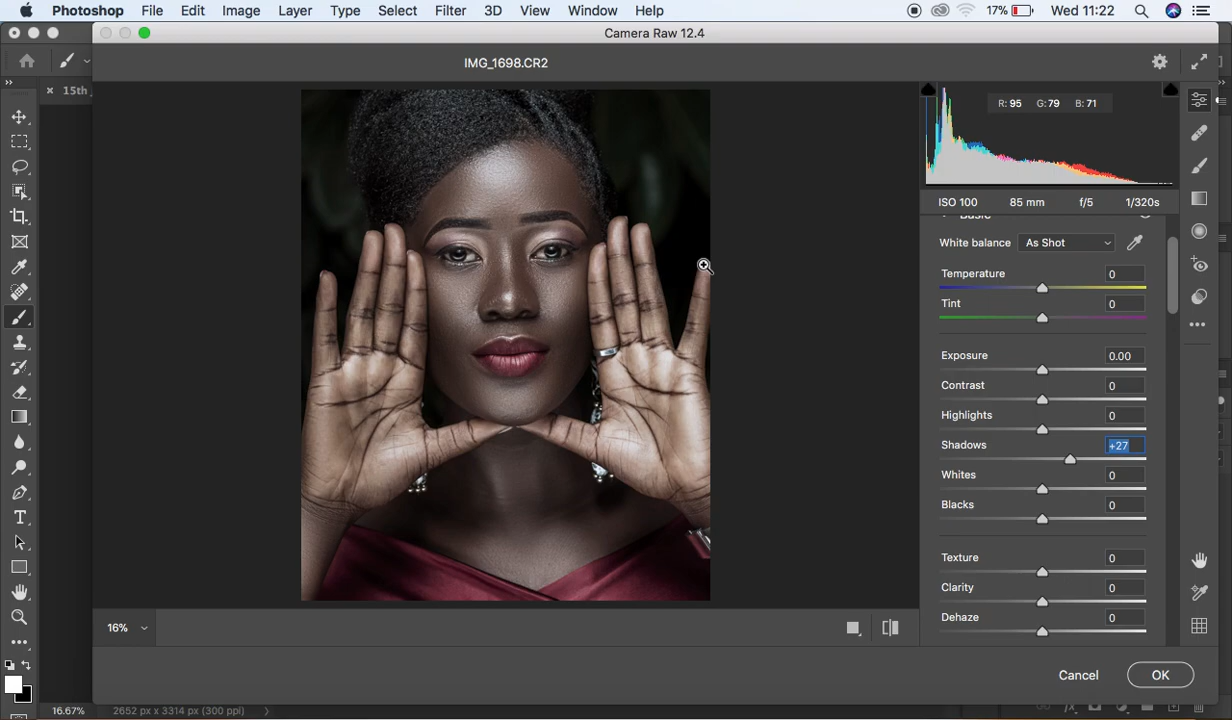 Photoshop File Edit Image Layer Type Select Filter 3D View Window Help 17% Wed 11:22
Camera Raw 12.4
IMG_1698.CR2
15th
R: 95 G: 79 B: 71
ISO 100 85 mm f/5 1/320s
Basic
White balance As Shot
Temperature 0
Tint 0
Exposure 0.00
Contrast 0
Highlights 0
Shadows +27
Whites 0
Blacks 0
Texture 0
Clarity 0
Dehaze 0
16%
Cancel OK
16.67% 2652 px x 3314 px (300 ppi)